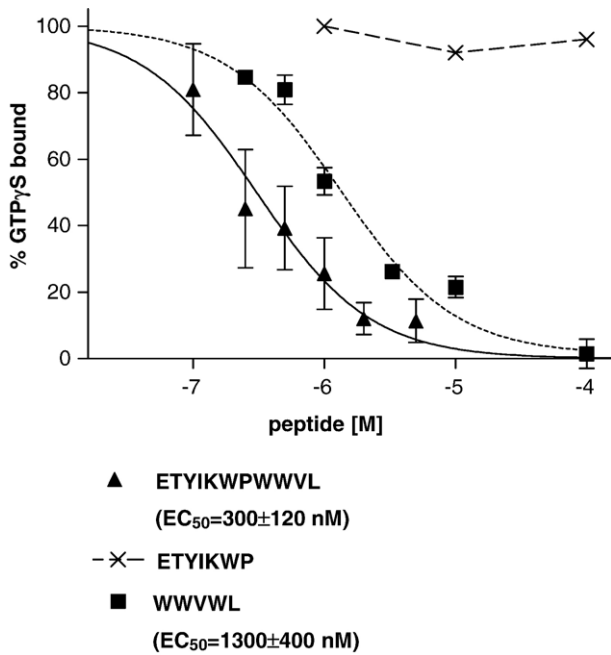 100
80
60
40
20
0
% GTPγS bound
-7 -6 -5 -4
peptide [M]
ETYIKWPWWVL
(EC50=300±120 nM)
ETYIKWP
WWVWL
(EC50=1300±400 nM)